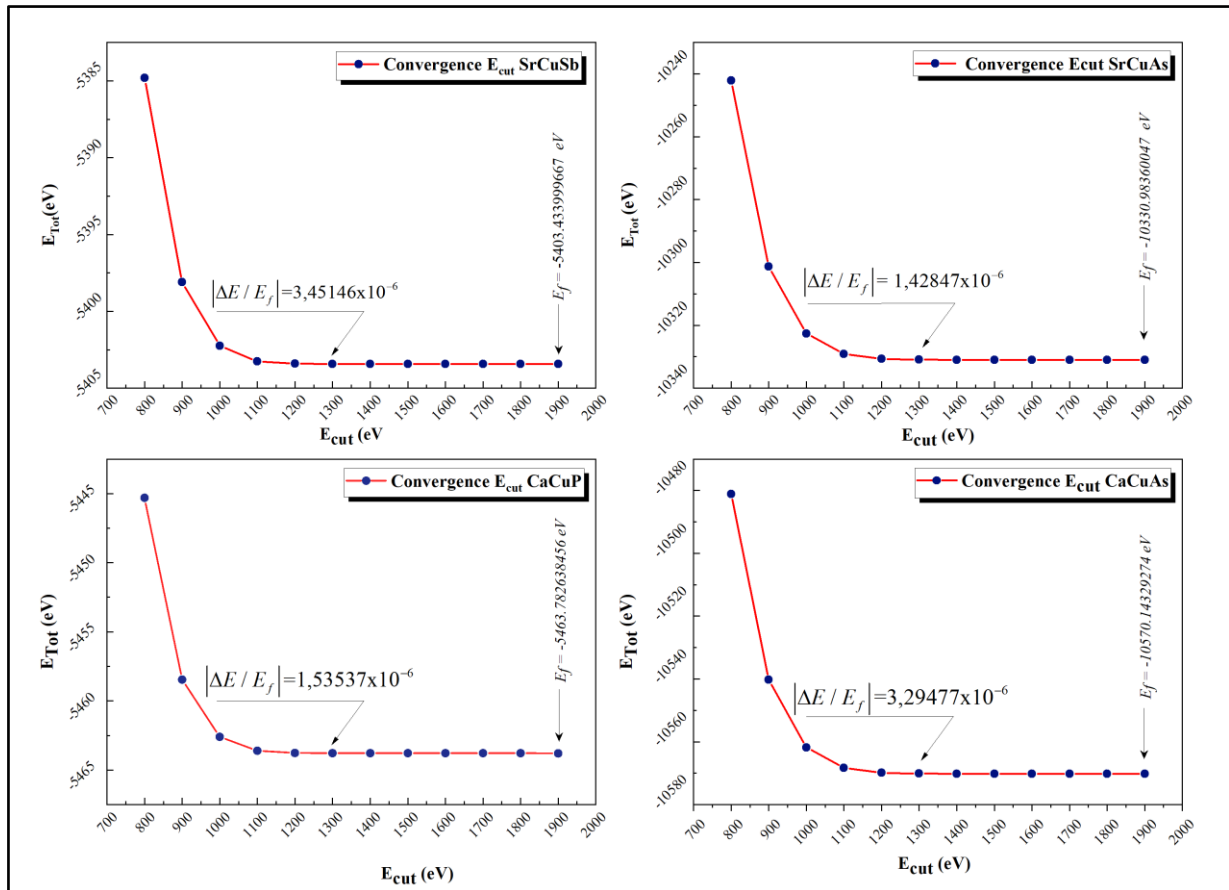 Convergence E_cut SrCuSb
E_Tot(eV)
-5385
-5390
-5395
-5400
-5405
|ΔE / E_f| =3,45146x10⁻⁶
E_f = -5403.433999667 eV
700 800 900 1000 1100 1200 1300 1400 1500 1600 1700 1800 1900 2000
E_cut (eV
Convergence Ecut SrCuAs
E_Tot (eV)
-10240
-10260
-10280
-10300
-10320
-10340
|ΔE / E_f| = 1,42847x10⁻⁶
E_f = -10330.98360047 eV
700 800 900 1000 1100 1200 1300 1400 1500 1600 1700 1800 1900 2000
E_cut (eV)
Convergence E_cut CaCuP
E_Tot (eV)
-5445
-5450
-5455
-5460
-5465
|ΔE / E_f| =1,53537x10⁻⁶
E_f = -5463.782638456 eV
700 800 900 1000 1100 1200 1300 1400 1500 1600 1700 1800 1900 2000
E_cut (eV)
Convergence E_cut CaCuAs
E_Tot (eV)
-10480
-10500
-10520
-10540
-10560
-10580
|ΔE / E_f| =3,29477x10⁻⁶
E_f = -10570.14329274 eV
700 800 900 1000 1100 1200 1300 1400 1500 1600 1700 1800 1900 2000
E_cut (eV)